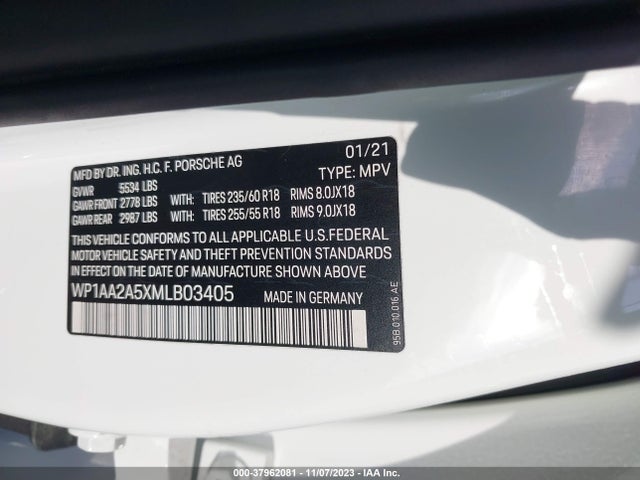 MFD BY DR. ING. H.C. F. PORSCHE AG 01/21
GVWR 5534 LBS TYPE: MPV
GAWR FRONT 2778 LBS WITH: TIRES 235/60 R18 RIMS 8.0JX18
GAWR REAR 2987 LBS WITH: TIRES 255/55 R18 RIMS 9.0JX18
THIS VEHICLE CONFORMS TO ALL APPLICABLE U.S.FEDERAL
MOTOR VEHICLE SAFETY AND THEFT PREVENTION STANDARDS
IN EFFECT ON THE DATE OF MANUFACTURE SHOWN ABOVE
WP1AA2A5XMLB03405 MADE IN GERMANY
95B.010.016.AE
000-37962081 - 11/07/2023 - IAA Inc.